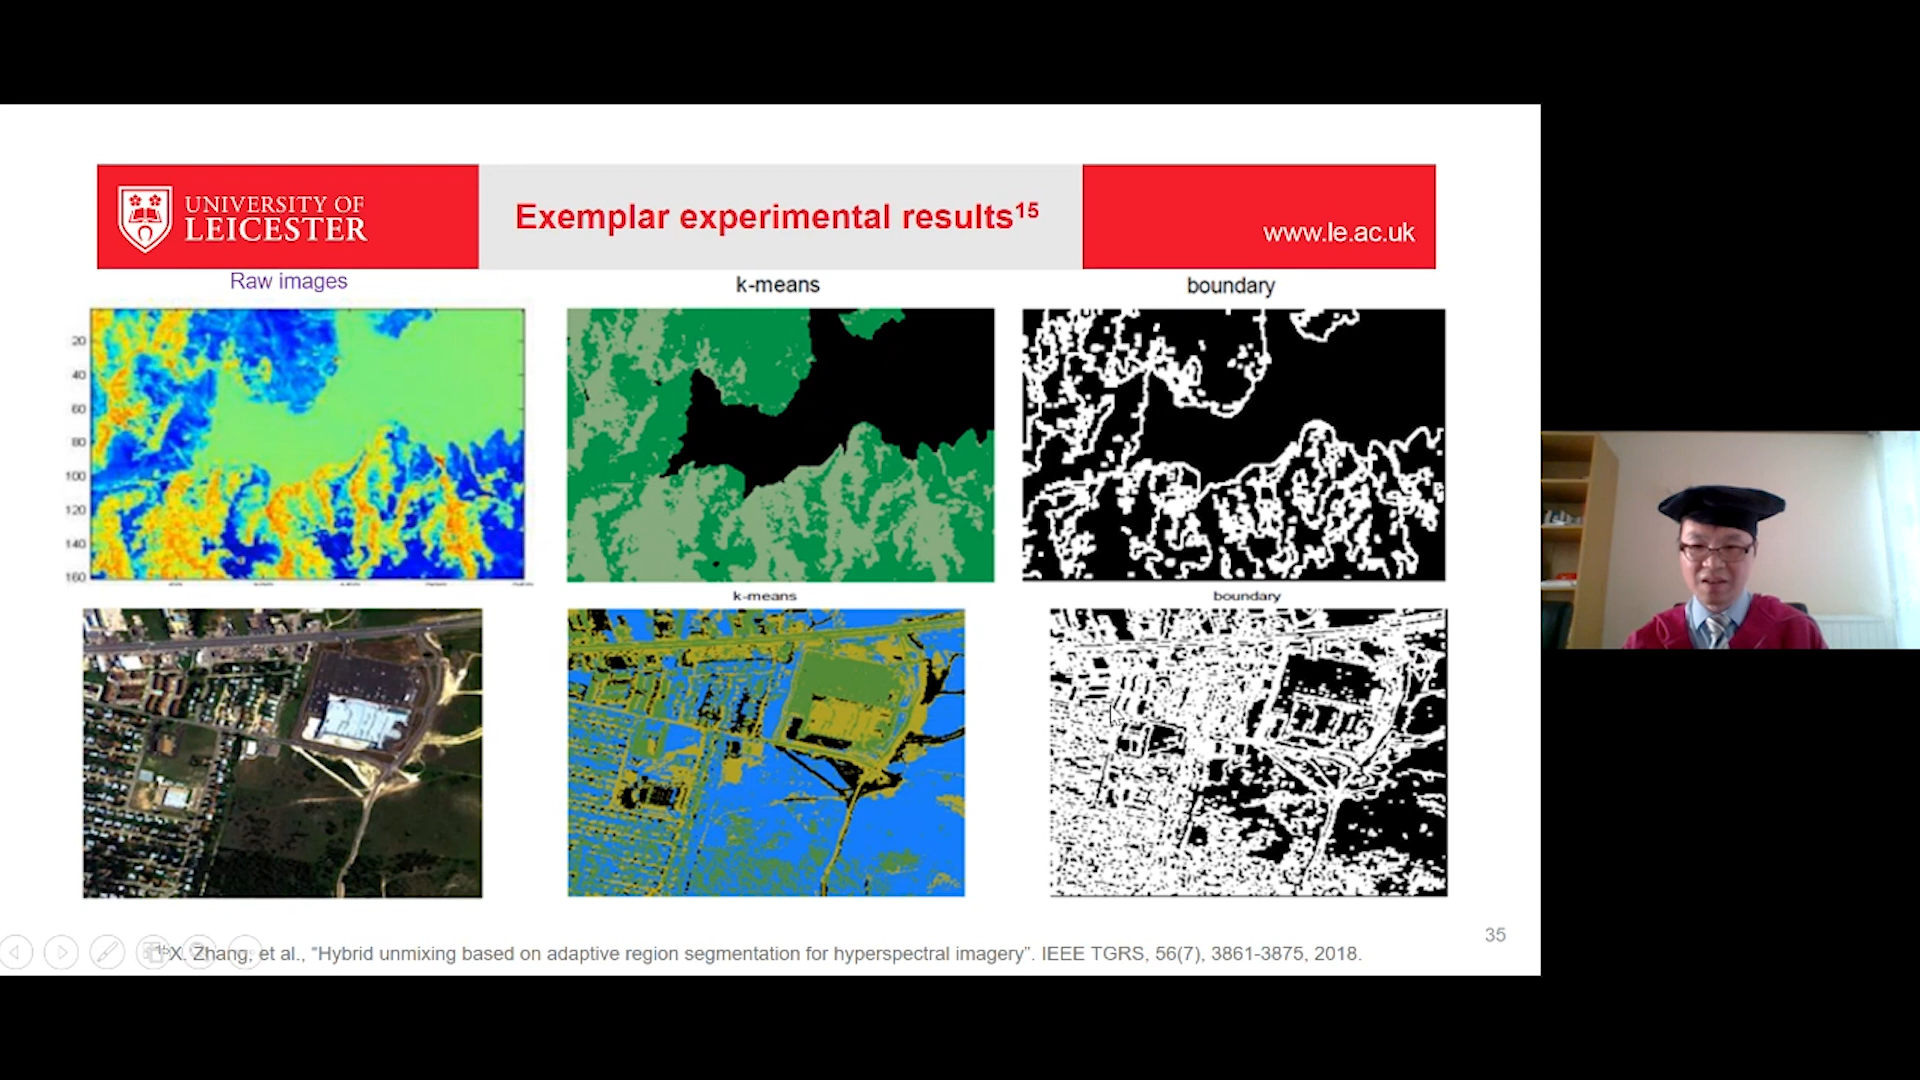 UNIVERSITY OF
LEICESTER
Exemplar experimental results¹⁵
www.le.ac.uk
Raw images
k-means
boundary
20
40
60
80
100
120
140
160
k-means
boundary
35
¹⁵X. Zhang, et al., “Hybrid unmixing based on adaptive region segmentation for hyperspectral imagery”. IEEE TGRS, 56(7), 3861-3875, 2018.